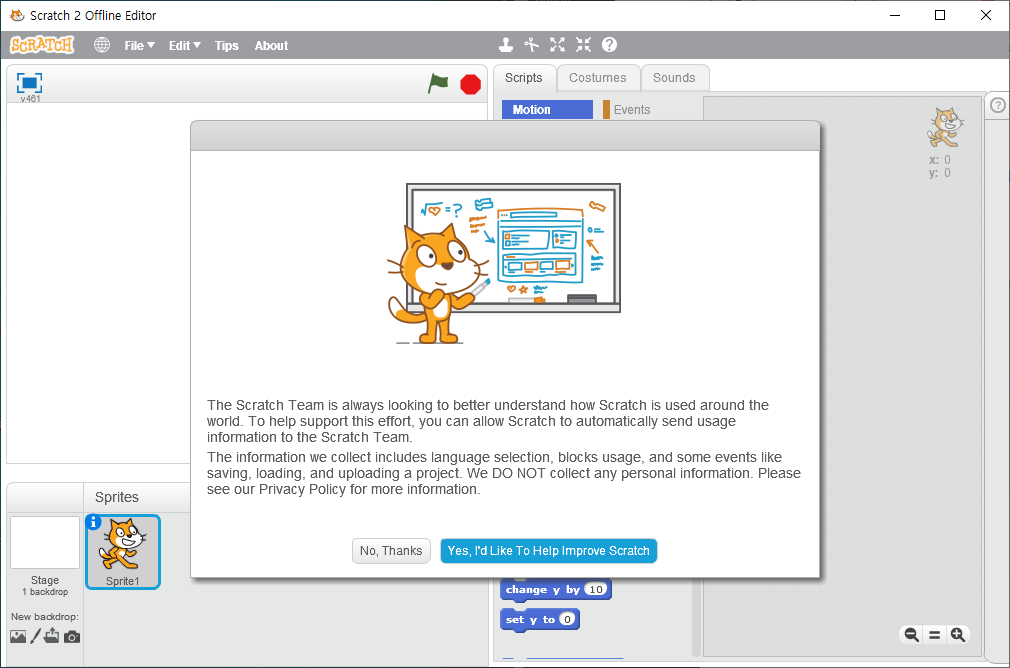 Scratch 2 Offline Editor
SCRATCH File Edit Tips About
v461
Scripts Costumes Sounds
Motion Events
x: 0
y: 0
√ = ?
The Scratch Team is always looking to better understand how Scratch is used around the
world. To help support this effort, you can allow Scratch to automatically send usage
information to the Scratch Team.
The information we collect includes language selection, blocks usage, and some events like
saving, loading, and uploading a project. We DO NOT collect any personal information. Please
see our Privacy Policy for more information.
No, Thanks Yes, I'd Like To Help Improve Scratch
Sprites
Stage
1 backdrop
Sprite1
New backdrop:
change y by 10
set y to 0